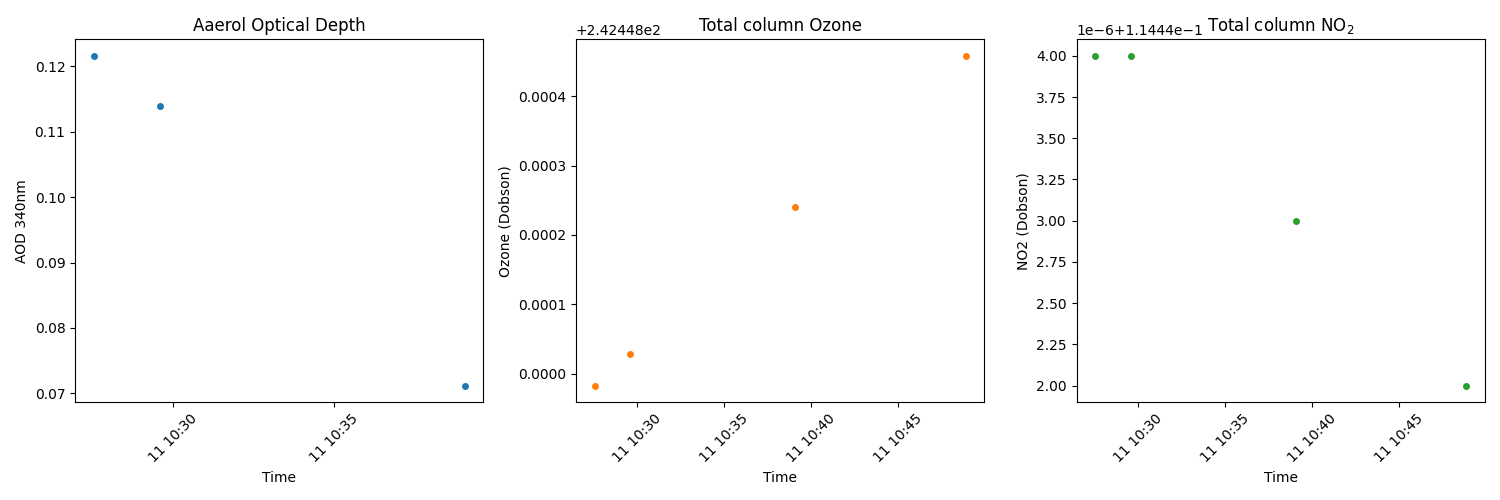 Aaerol Optical Depth
0.12
0.11
0.10
0.09
0.08
0.07
AOD 340nm
11 10:30
11 10:35
Time
Total column Ozone
+2.42448e2
0.0004
0.0003
0.0002
0.0001
0.0000
Ozone (Dobson)
11 10:30
11 10:35
11 10:40
11 10:45
Time
Total column NO₂
1e−6+1.1444e−1
4.00
3.75
3.50
3.25
3.00
2.75
2.50
2.25
2.00
NO2 (Dobson)
11 10:30
11 10:35
11 10:40
11 10:45
Time